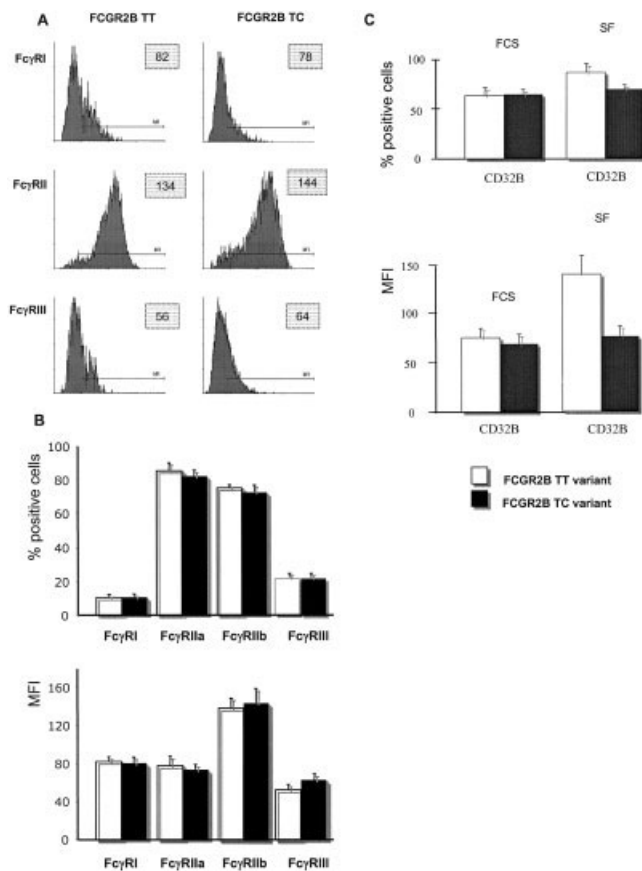 A
FCGR2B TT
FCGR2B TC
FcγRI
82
78
FcγRII
134
144
FcγRIII
56
64
B
% positive cells
100
80
60
40
20
0
FcγRI
FcγRIIa
FcγRIIb
FcγRIII
MFI
160
120
80
40
0
FcγRI
FcγRIIa
FcγRIIb
FcγRIII
C
FCS
SF
% positive cells
100
50
0
CD32B
CD32B
SF
FCS
MFI
150
100
50
0
CD32B
CD32B
FCGR2B TT variant
FCGR2B TC variant